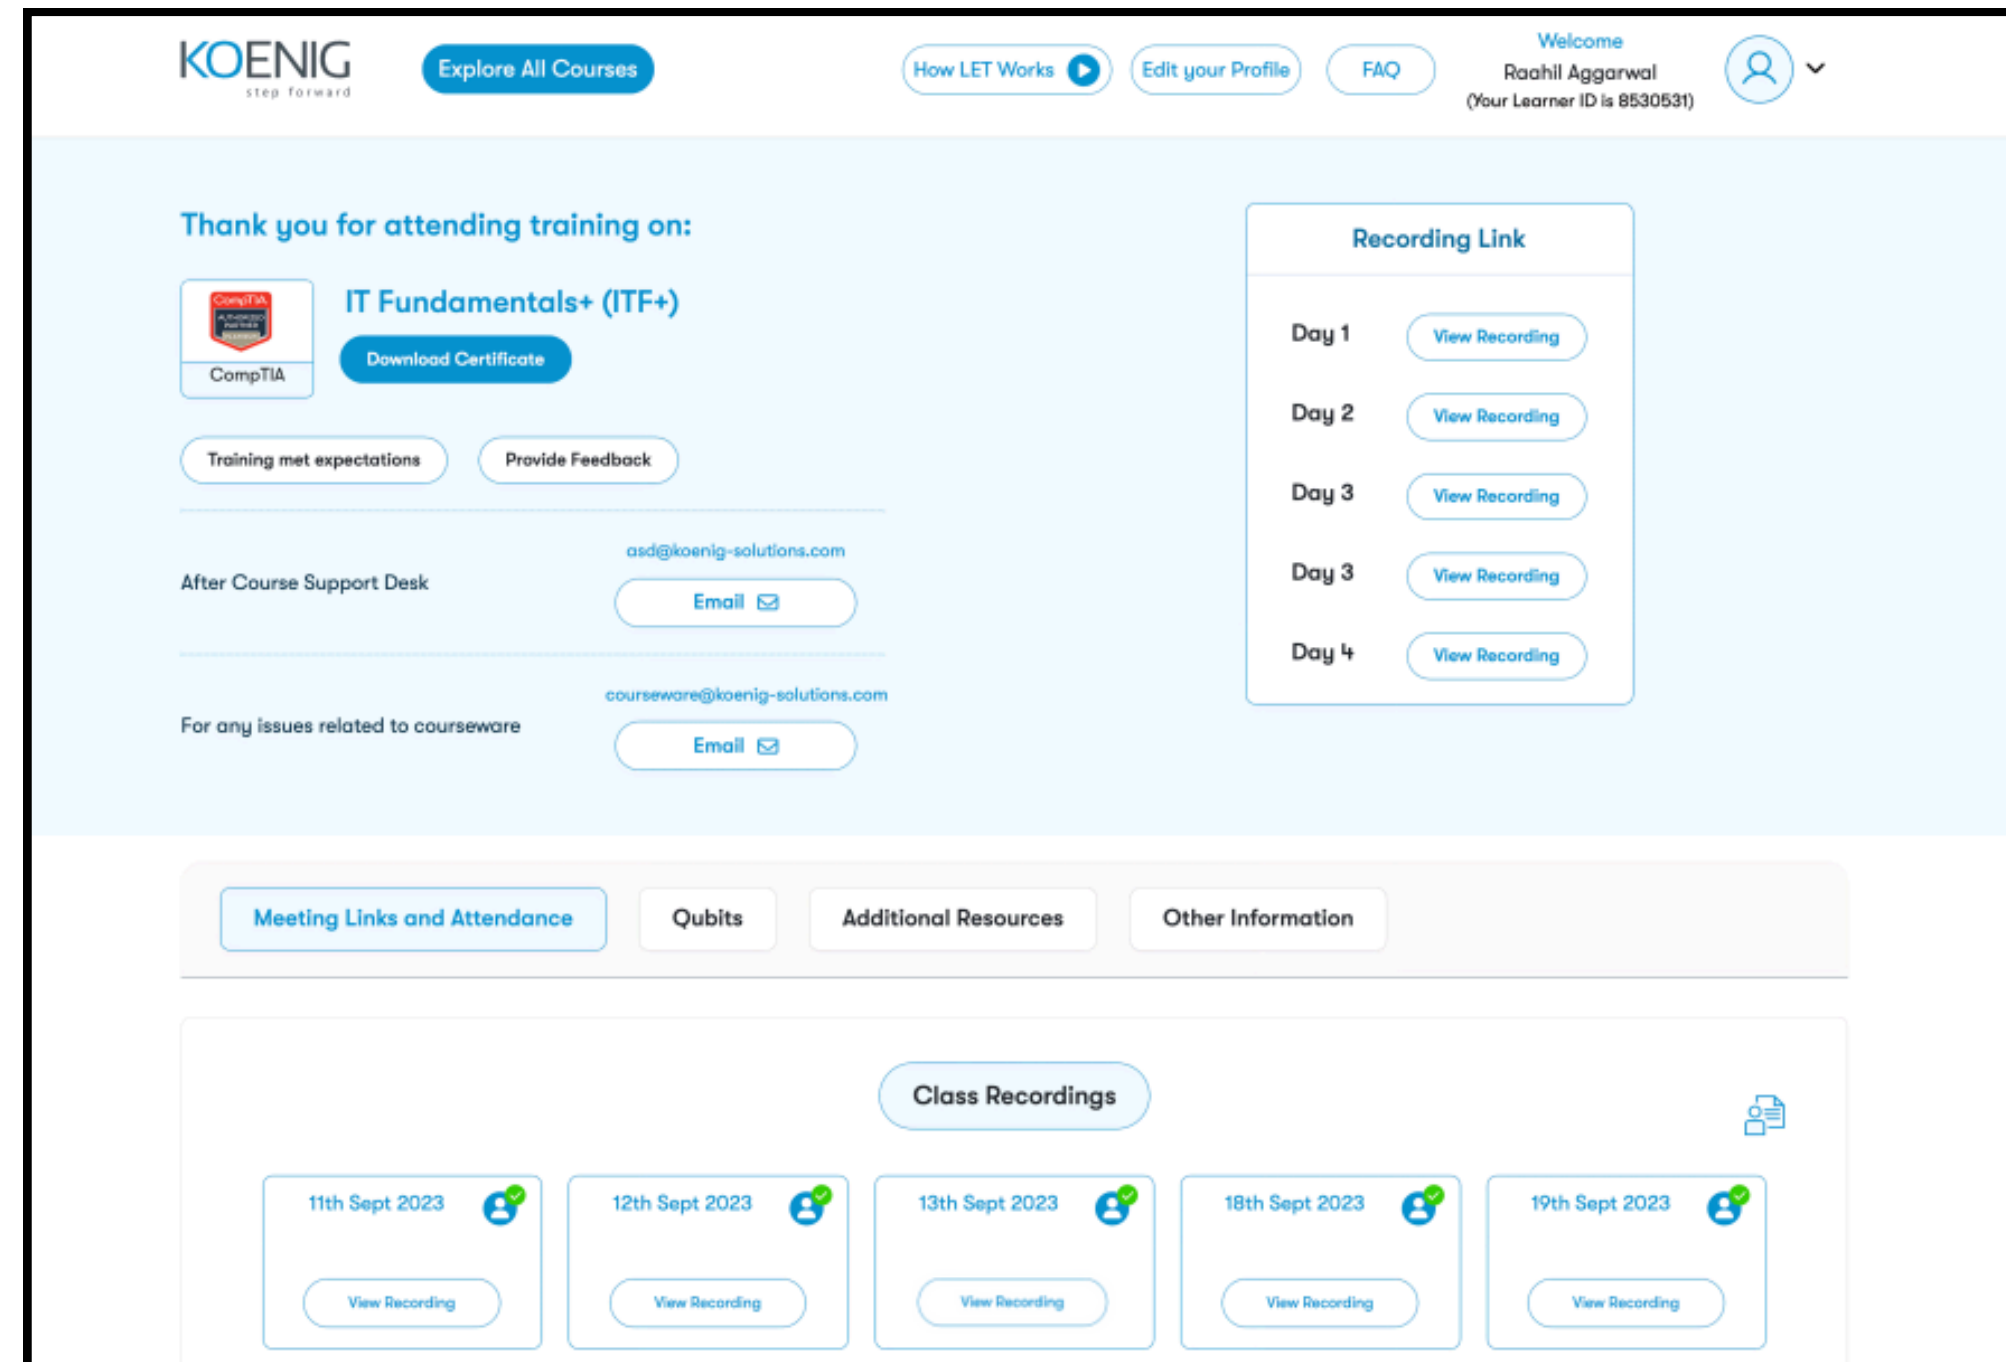 KOENIG
step forward
Explore All Courses
How LET Works
Edit your Profile
FAQ
Welcome
Raahil Aggarwal
(Your Learner ID is 8530531)
Thank you for attending training on:
CompTIA
AUTHORIZED
PARTNER
CompTIA
IT Fundamentals+ (ITF+)
Download Certificate
Training met expectations
Provide Feedback
After Course Support Desk
asd@koenig-solutions.com
Email
For any issues related to courseware
courseware@koenig-solutions.com
Email
Recording Link
Day 1 View Recording
Day 2 View Recording
Day 3 View Recording
Day 3 View Recording
Day 4 View Recording
Meeting Links and Attendance
Qubits
Additional Resources
Other Information
Class Recordings
11th Sept 2023
View Recording
12th Sept 2023
View Recording
13th Sept 2023
View Recording
18th Sept 2023
View Recording
19th Sept 2023
View Recording